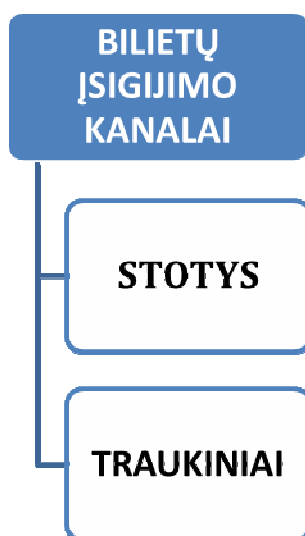 BILIETŲ
ĮSIGIJIMO
KANALAI
STOTYS
TRAUKINIAI